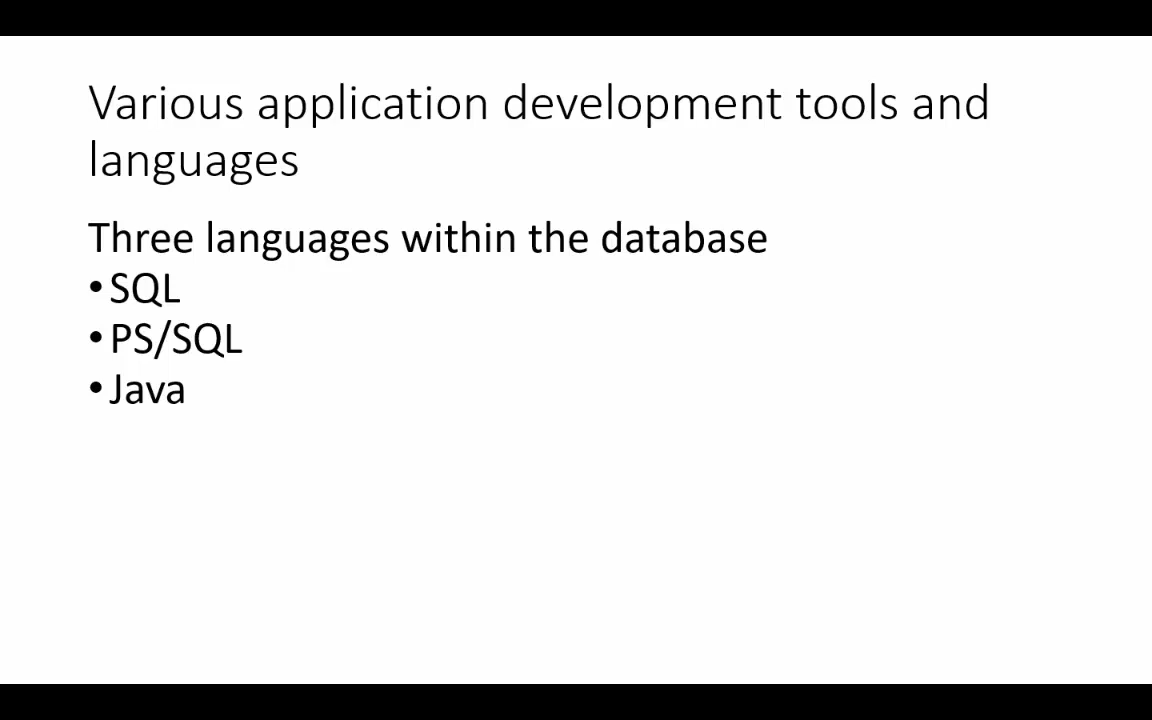 Various application development tools and
languages
Three languages within the database
• SQL
• PS/SQL
• Java